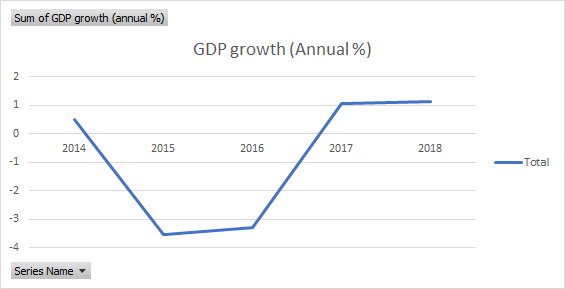 Sum of GDP growth (annual %)
GDP growth (Annual %)
2
1
0
-1
-2
-3
-4
2014 2015 2016 2017 2018
Total
Series Name